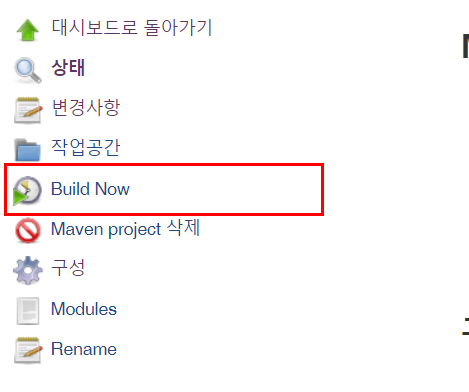 대시보드로 돌아가기
상태
변경사항
작업공간
Build Now
Maven project 삭제
구성
Modules
Rename